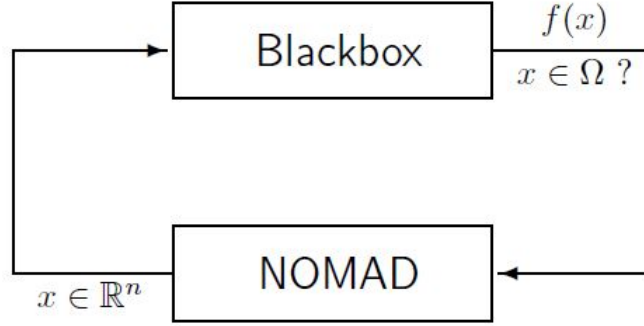 Blackbox
f(x)
x ∈ Ω ?
NOMAD
x ∈ ℝⁿ